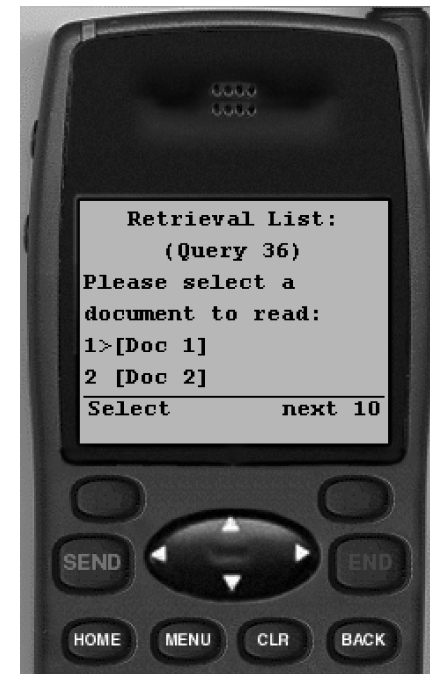 Retrieval List:
(Query 36)
Please select a
document to read:
1>[Doc 1]
2 [Doc 2]
Select next 10
SEND END
HOME MENU CLR BACK